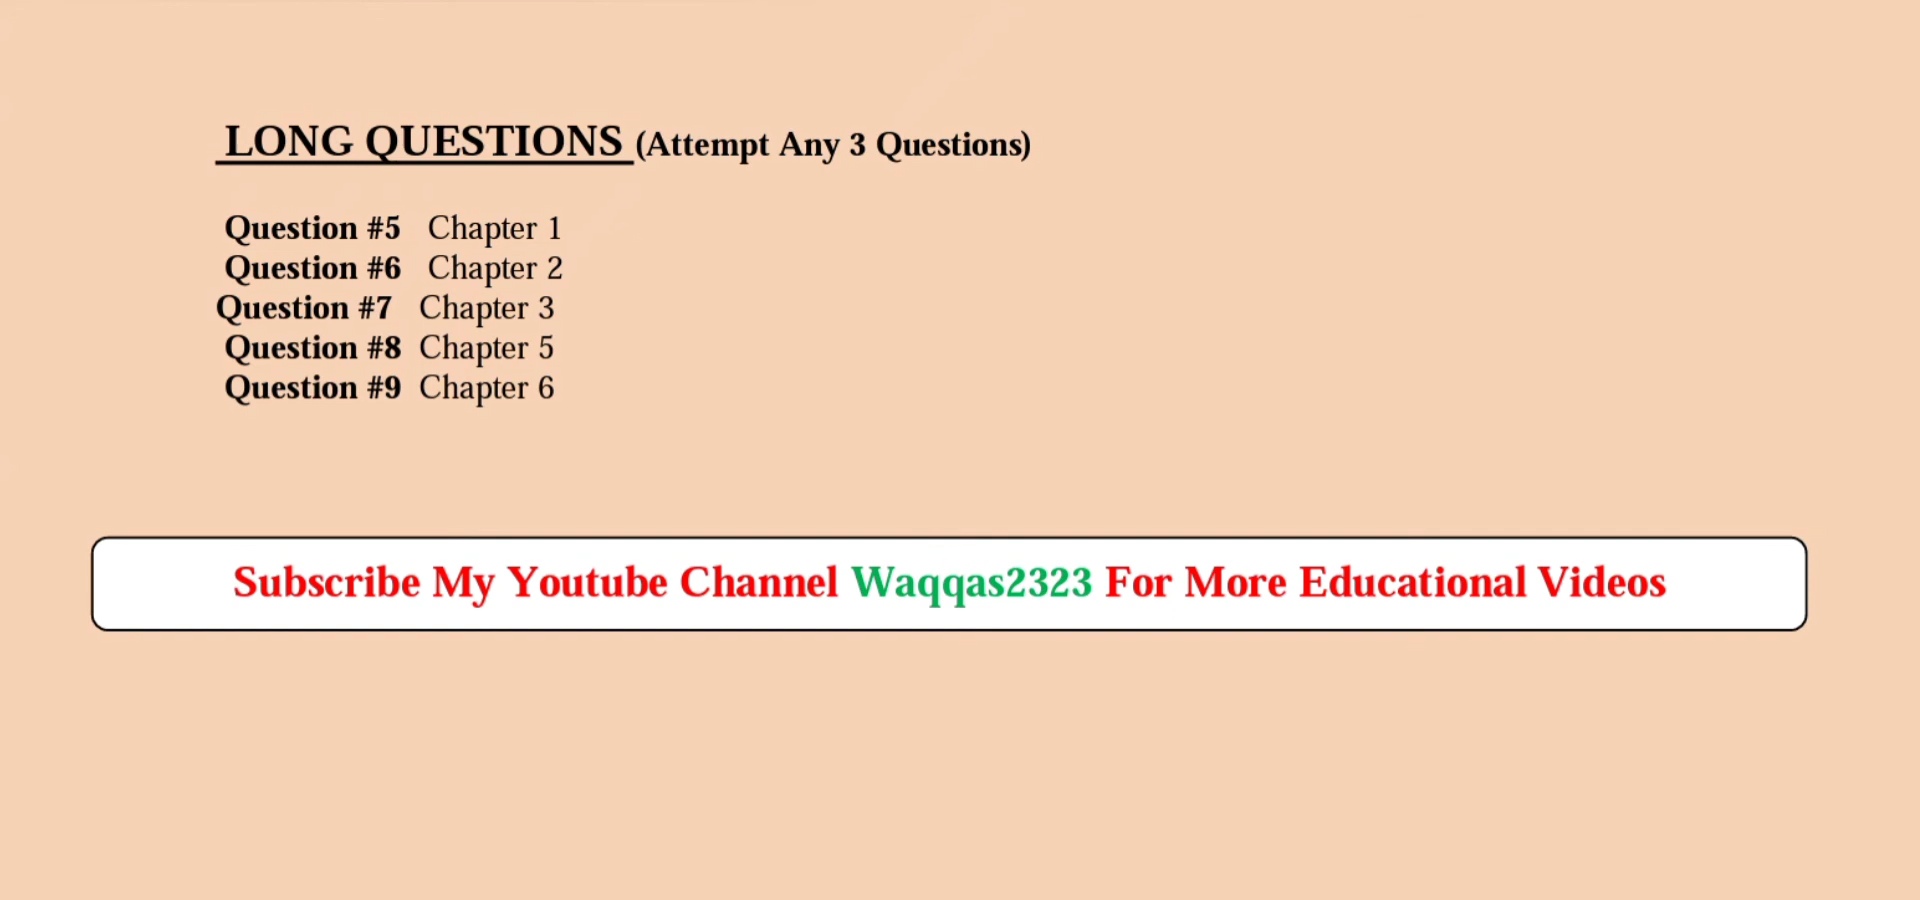 LONG QUESTIONS (Attempt Any 3 Questions)
Question #5 Chapter 1
Question #6 Chapter 2
Question #7 Chapter 3
Question #8 Chapter 5
Question #9 Chapter 6
Subscribe My Youtube Channel Waqqas2323 For More Educational Videos